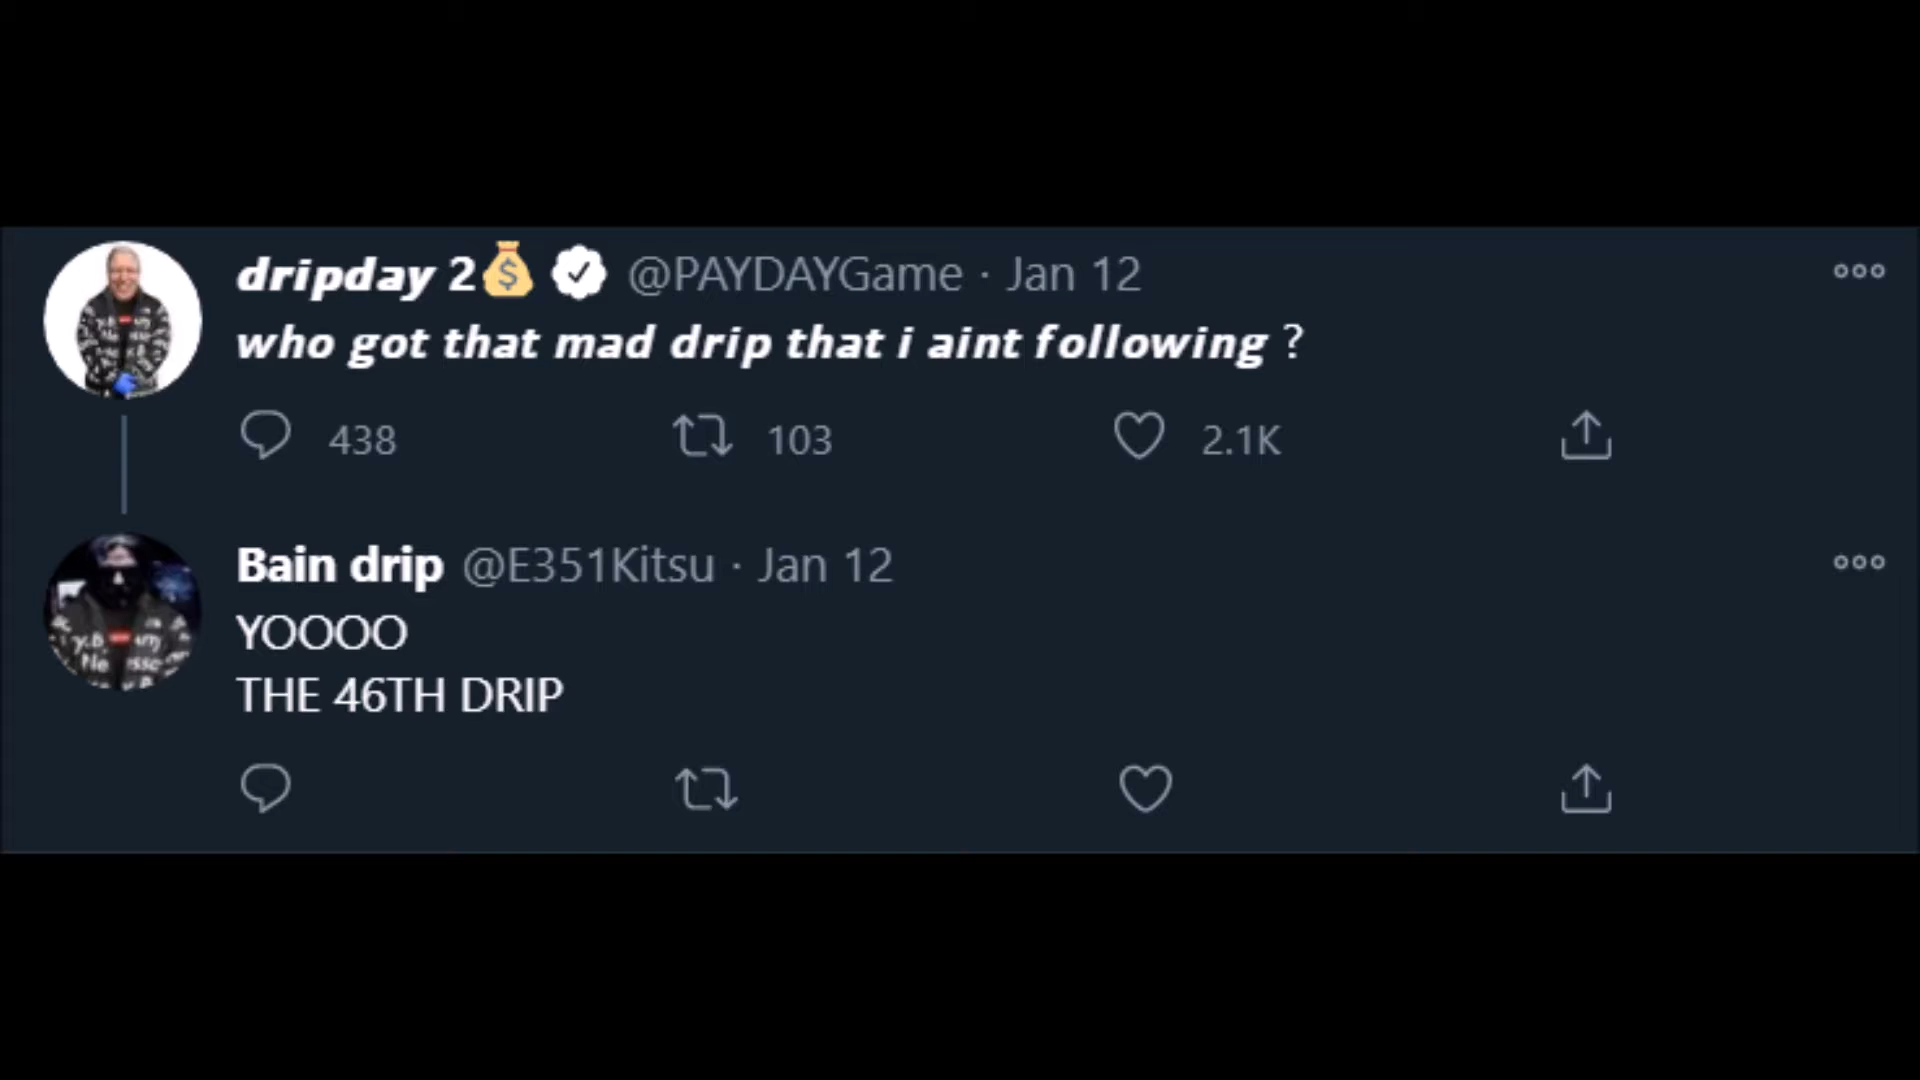 dripday 2💰 @PAYDAYGame · Jan 12
who got that mad drip that i aint following ?
438 103 2.1K
Bain drip @E351Kitsu · Jan 12
YOOOO
THE 46TH DRIP